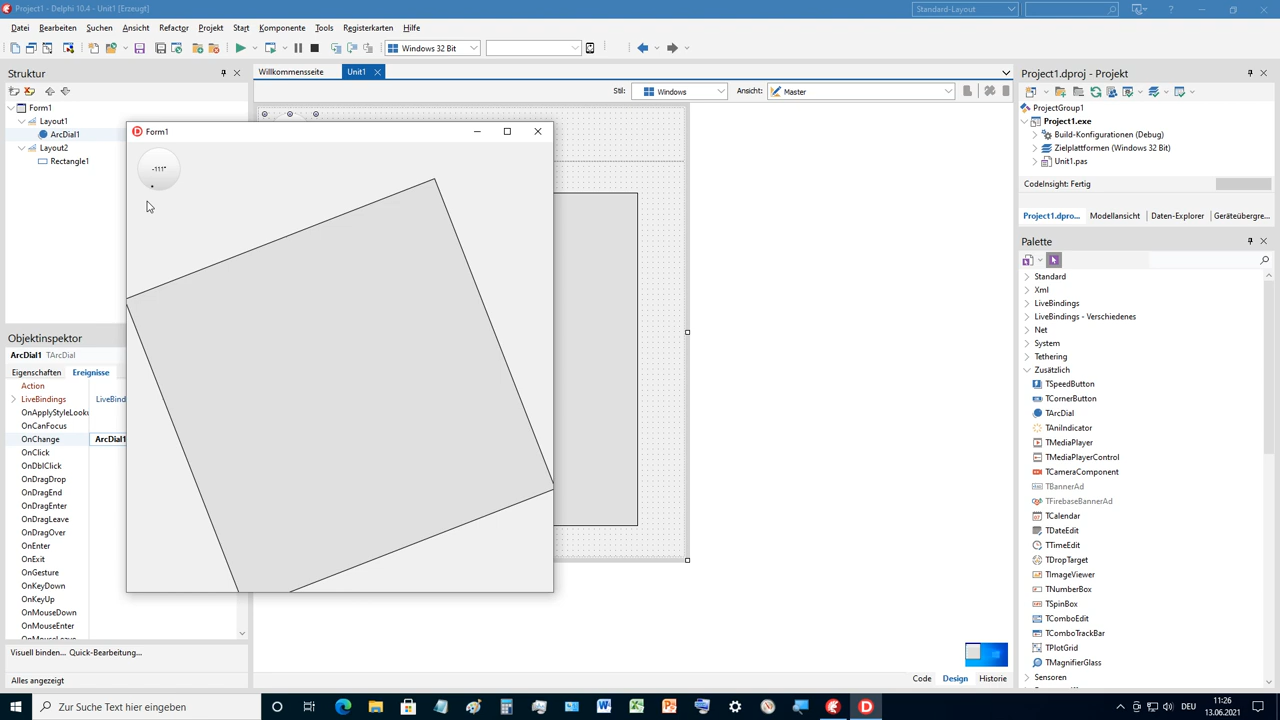 Project1 - Delphi 10.4 - Unit1 [Erzeugt]
Standard-Layout
Datei Bearbeiten Suchen Ansicht Refactor Projekt Start Komponente Tools Registerkarten Hilfe
Windows 32 Bit
Struktur
Form1
Layout1
ArcDial1
Layout2
Rectangle1
Objektinspektor
ArcDial1 TArcDial
Eigenschaften Ereignisse
Action
LiveBindings LiveBind
OnApplyStyleLooku
OnCanFocus
OnChange ArcDial1
OnClick
OnDblClick
OnDragDrop
OnDragEnd
OnDragEnter
OnDragLeave
OnDragOver
OnEnter
OnExit
OnGesture
OnKeyDown
OnKeyUp
OnMouseDown
OnMouseEnter
OnMouseLeave
Visuell binden... Quick-Bearbeitung...
Alles angezeigt
Willkommensseite Unit1
Stil: Windows Ansicht: Master
Form1
-111°
Code Design Historie
Project1.dproj - Projekt
ProjectGroup1
Project1.exe
Build-Konfigurationen (Debug)
Zielplattformen (Windows 32 Bit)
Unit1.pas
CodeInsight: Fertig
Project1.dpro... Modellansicht Daten-Explorer Geräteübergre...
Palette
Standard
Xml
LiveBindings
LiveBindings - Verschiedenes
Net
System
Tethering
Zusätzlich
TSpeedButton
TCornerButton
TArcDial
TAniIndicator
TMediaPlayer
TMediaPlayerControl
TCameraComponent
TBannerAd
TFirebaseBannerAd
TCalendar
TDateEdit
TTimeEdit
TDropTarget
TImageViewer
TNumberBox
TSpinBox
TComboEdit
TComboTrackBar
TPlotGrid
TMagnifierGlass
Sensoren
Zur Suche Text hier eingeben
DEU
11:26
13.06.2021